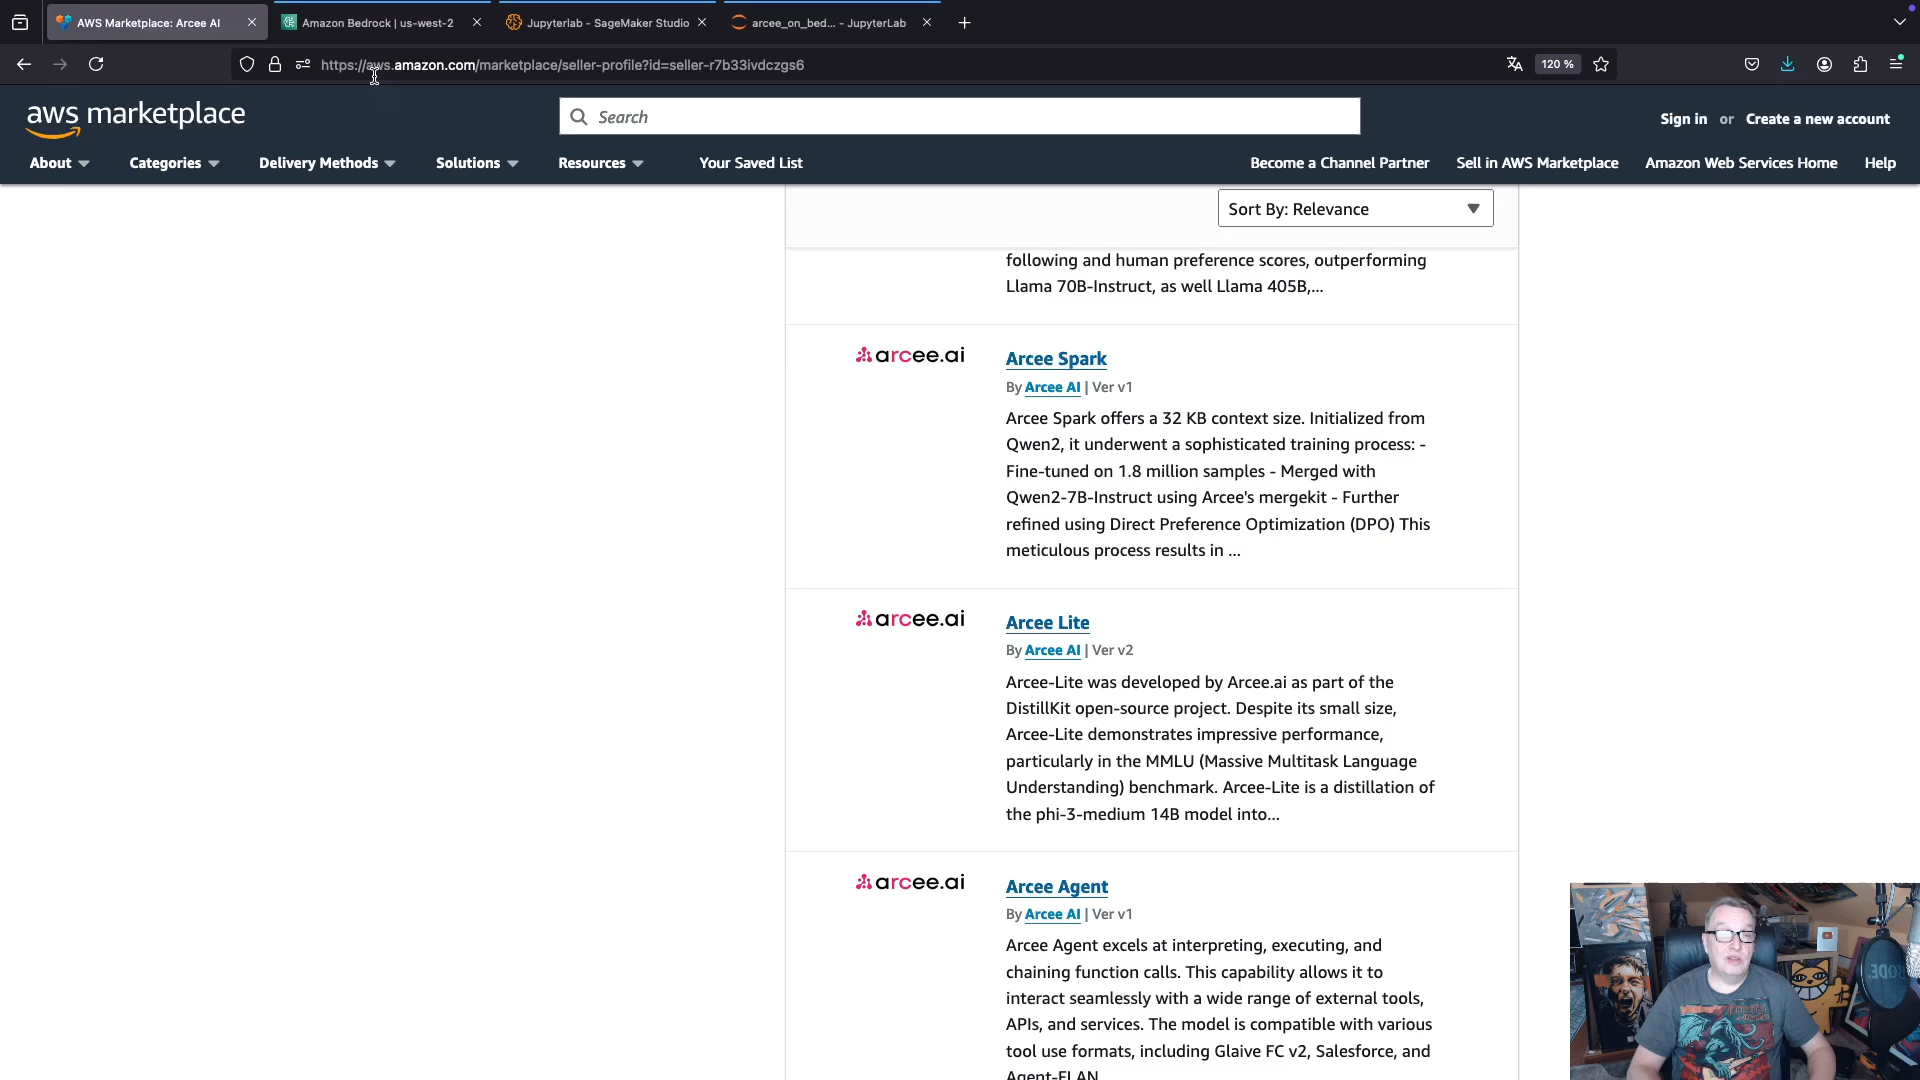 AWS Marketplace: Arcee AI
Amazon Bedrock | us-west-2
Jupyterlab - SageMaker Studio
arcee_on_bed... - JupyterLab
https://aws.amazon.com/marketplace/seller-profile?id=seller-r7b33ivdczgs6
120 %
aws marketplace
Search
Sign in or Create a new account
About
Categories
Delivery Methods
Solutions
Resources
Your Saved List
Become a Channel Partner
Sell in AWS Marketplace
Amazon Web Services Home
Help
Sort By: Relevance
following and human preference scores, outperforming
Llama 70B-Instruct, as well Llama 405B,...
arcee.ai
Arcee Spark
By Arcee AI | Ver v1
Arcee Spark offers a 32 KB context size. Initialized from
Qwen2, it underwent a sophisticated training process: -
Fine-tuned on 1.8 million samples - Merged with
Qwen2-7B-Instruct using Arcee's mergekit - Further
refined using Direct Preference Optimization (DPO) This
meticulous process results in ...
arcee.ai
Arcee Lite
By Arcee AI | Ver v2
Arcee-Lite was developed by Arcee.ai as part of the
DistillKit open-source project. Despite its small size,
Arcee-Lite demonstrates impressive performance,
particularly in the MMLU (Massive Multitask Language
Understanding) benchmark. Arcee-Lite is a distillation of
the phi-3-medium 14B model into...
arcee.ai
Arcee Agent
By Arcee AI | Ver v1
Arcee Agent excels at interpreting, executing, and
chaining function calls. This capability allows it to
interact seamlessly with a wide range of external tools,
APIs, and services. The model is compatible with various
tool use formats, including Glaive FC v2, Salesforce, and
Agent-FLAN
RODE